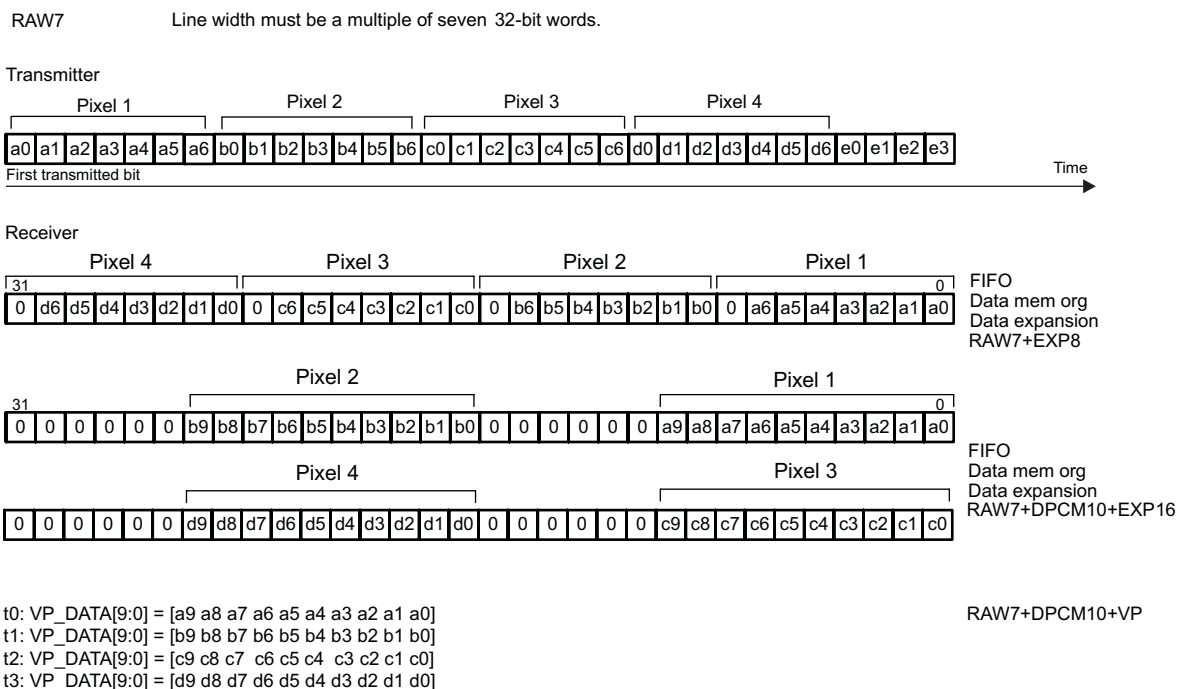 RAW7 Line width must be a multiple of seven 32-bit words.
Transmitter
Pixel 1 Pixel 2 Pixel 3 Pixel 4
a0 a1 a2 a3 a4 a5 a6 b0 b1 b2 b3 b4 b5 b6 c0 c1 c2 c3 c4 c5 c6 d0 d1 d2 d3 d4 d5 d6 e0 e1 e2 e3
First transmitted bit Time
Receiver
Pixel 4 Pixel 3 Pixel 2 Pixel 1
31 0
0 d6 d5 d4 d3 d2 d1 d0 0 c6 c5 c4 c3 c2 c1 c0 0 b6 b5 b4 b3 b2 b1 b0 0 a6 a5 a4 a3 a2 a1 a0
FIFO
Data mem org
Data expansion
RAW7+EXP8
Pixel 2 Pixel 1
31 0
0 0 0 0 0 0 b9 b8 b7 b6 b5 b4 b3 b2 b1 b0 0 0 0 0 0 0 a9 a8 a7 a6 a5 a4 a3 a2 a1 a0
Pixel 4 Pixel 3
0 0 0 0 0 0 d9 d8 d7 d6 d5 d4 d3 d2 d1 d0 0 0 0 0 0 0 c9 c8 c7 c6 c5 c4 c3 c2 c1 c0
FIFO
Data mem org
Data expansion
RAW7+DPCM10+EXP16
t0: VP_DATA[9:0] = [a9 a8 a7 a6 a5 a4 a3 a2 a1 a0] RAW7+DPCM10+VP
t1: VP_DATA[9:0] = [b9 b8 b7 b6 b5 b4 b3 b2 b1 b0]
t2: VP_DATA[9:0] = [c9 c8 c7 c6 c5 c4 c3 c2 c1 c0]
t3: VP_DATA[9:0] = [d9 d8 d7 d6 d5 d4 d3 d2 d1 d0]